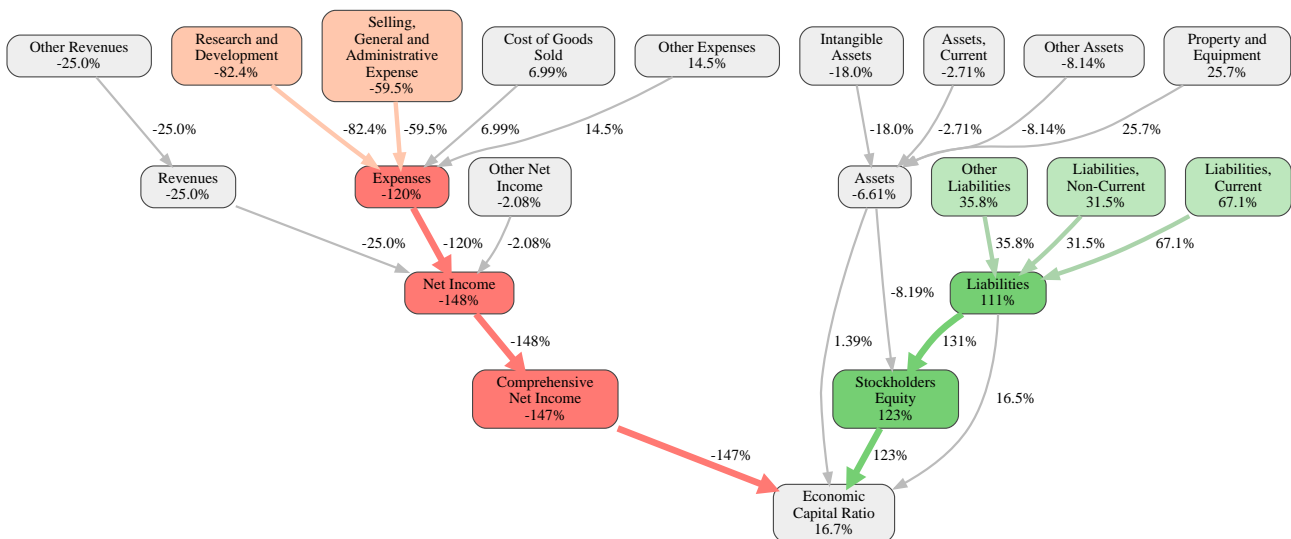 Other Revenues
-25.0%
Research and
Development
-82.4%
Selling,
General and
Administrative
Expense
-59.5%
Cost of Goods
Sold
6.99%
Other Expenses
14.5%
Intangible
Assets
-18.0%
Assets,
Current
-2.71%
Other Assets
-8.14%
Property and
Equipment
25.7%
-25.0%
-82.4%
-59.5%
6.99%
14.5%
-18.0%
-2.71%
-8.14%
25.7%
Revenues
-25.0%
Expenses
-120%
Other Net
Income
-2.08%
Assets
-6.61%
Other
Liabilities
35.8%
Liabilities,
Non-Current
31.5%
Liabilities,
Current
67.1%
-25.0%
-120%
-2.08%
35.8%
31.5%
67.1%
Net Income
-148%
-8.19%
Liabilities
111%
-148%
1.39%
131%
Comprehensive
Net Income
-147%
Stockholders
Equity
123%
16.5%
-147%
123%
Economic
Capital Ratio
16.7%